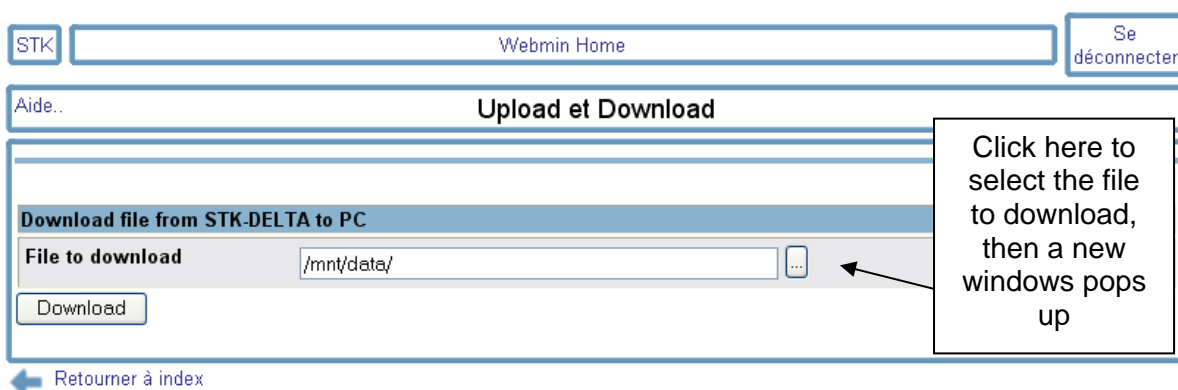 STK
Webmin Home
Se
déconnecter
Aide..
Upload et Download
Click here to
select the file
to download,
then a new
windows pops
up
Download file from STK-DELTA to PC
File to download
/mnt/data/
...
Download
Retourner à index